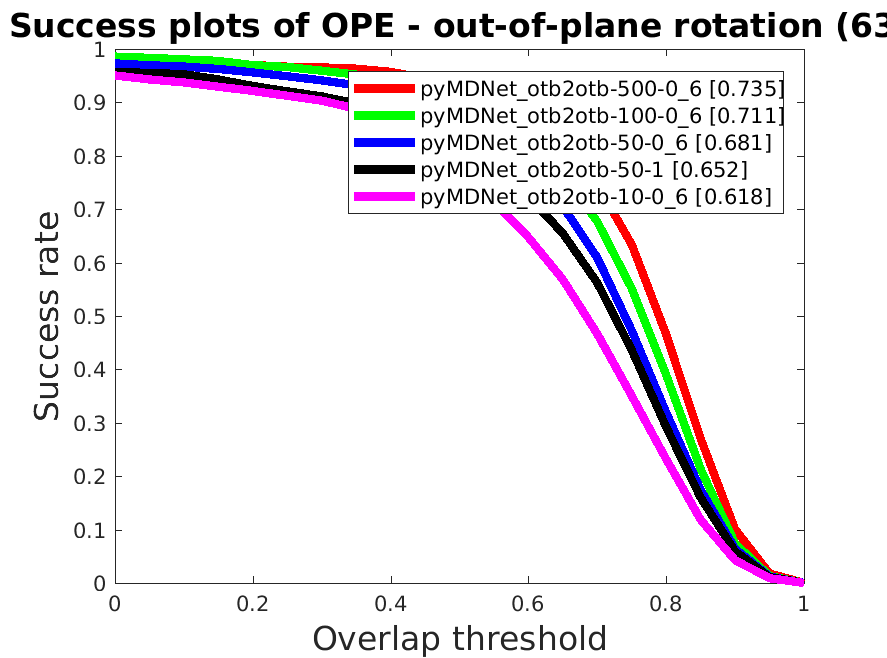 Success plots of OPE - out-of-plane rotation (63
1
0.9
0.8
0.7
0.6
0.5
0.4
0.3
0.2
0.1
0
Success rate
pyMDNet_otb2otb-500-0_6 [0.735]
pyMDNet_otb2otb-100-0_6 [0.711]
pyMDNet_otb2otb-50-0_6 [0.681]
pyMDNet_otb2otb-50-1 [0.652]
pyMDNet_otb2otb-10-0_6 [0.618]
0 0.2 0.4 0.6 0.8 1
Overlap threshold